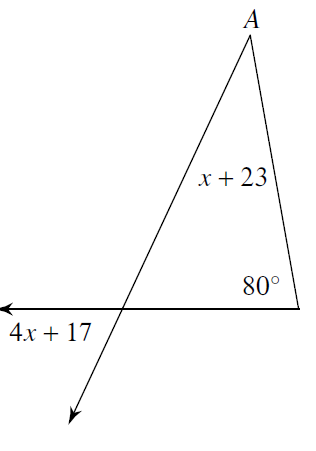 A
x + 23
80°
4x + 17